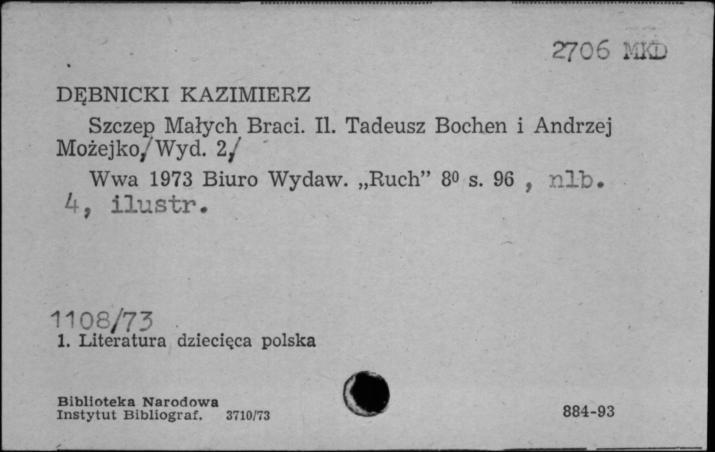 2706 MKD
DĘBNICKI KAZIMIERZ
Szczep Małych Braci. Il. Tadeusz Bochen i Andrzej
Możejko/Wyd. 2/
Wwa 1973 Biuro Wydaw. „Ruch” 8⁰ s. 96 , nlb.
4, ilustr.
1108/73
1. Literatura dziecięca polska
Biblioteka Narodowa
Instytut Bibliograf. 3710/73
884-93